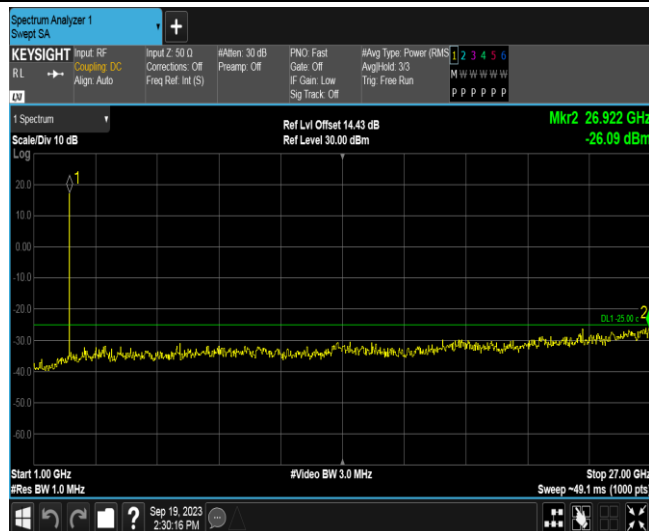 Spectrum Analyzer 1
Swept SA
+
KEYSIGHT
RL
LXI
Input: RF
Coupling: DC
Align: Auto
Input Z: 50 Ω
Corrections: Off
Freq Ref: Int (S)
#Atten: 30 dB
Preamp: Off
PNO: Fast
Gate: Off
IF Gain: Low
Sig Track: Off
#Avg Type: Power (RMS
Avg|Hold: 3/3
Trig: Free Run
1 2 3 4 5 6
M W W W W W
P P P P P P
1 Spectrum
Scale/Div 10 dB
Log
Ref Lvl Offset 14.43 dB
Ref Level 30.00 dBm
Mkr2 26.922 GHz
-26.09 dBm
1
20.0
10.0
0.00
-10.0
-20.0
DL1 -25.00 c
2
-30.0
-40.0
-50.0
-60.0
Start 1.00 GHz
#Res BW 1.0 MHz
#Video BW 3.0 MHz
Stop 27.00 GHz
Sweep ~49.1 ms (1000 pts)
?
Sep 19, 2023
2:30:16 PM